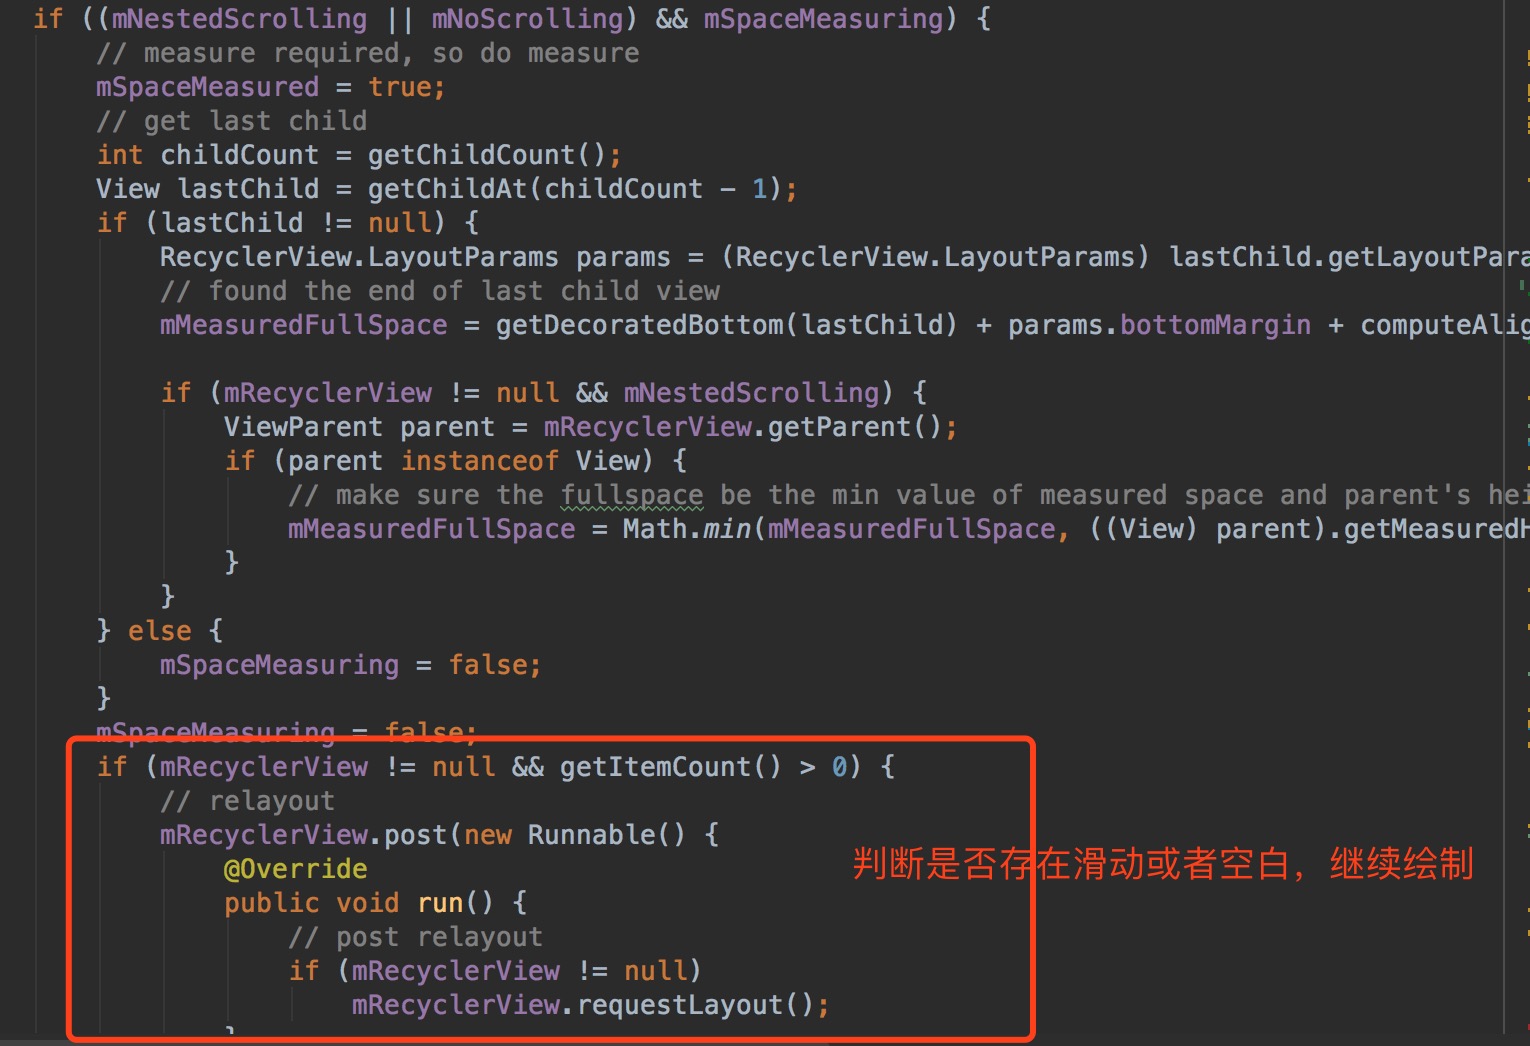 if ((mNestedScrolling || mNoScrolling) && mSpaceMeasuring) {
// measure required, so do measure
mSpaceMeasured = true;
// get last child
int childCount = getChildCount();
View lastChild = getChildAt(childCount - 1);
if (lastChild != null) {
RecyclerView.LayoutParams params = (RecyclerView.LayoutParams) lastChild.getLayoutPara
// found the end of last child view
mMeasuredFullSpace = getDecoratedBottom(lastChild) + params.bottomMargin + computeAlig
if (mRecyclerView != null && mNestedScrolling) {
ViewParent parent = mRecyclerView.getParent();
if (parent instanceof View) {
// make sure the fullspace be the min value of measured space and parent's hei
mMeasuredFullSpace = Math.min(mMeasuredFullSpace, ((View) parent).getMeasuredH
}
}
} else {
mSpaceMeasuring = false;
}
mSpaceMeasuring = false;
if (mRecyclerView != null && getItemCount() > 0) {
// relayout
mRecyclerView.post(new Runnable() {
@Override
判断是否存在滑动或者空白，继续绘制
public void run() {
// post relayout
if (mRecyclerView != null)
mRecyclerView.requestLayout();
}